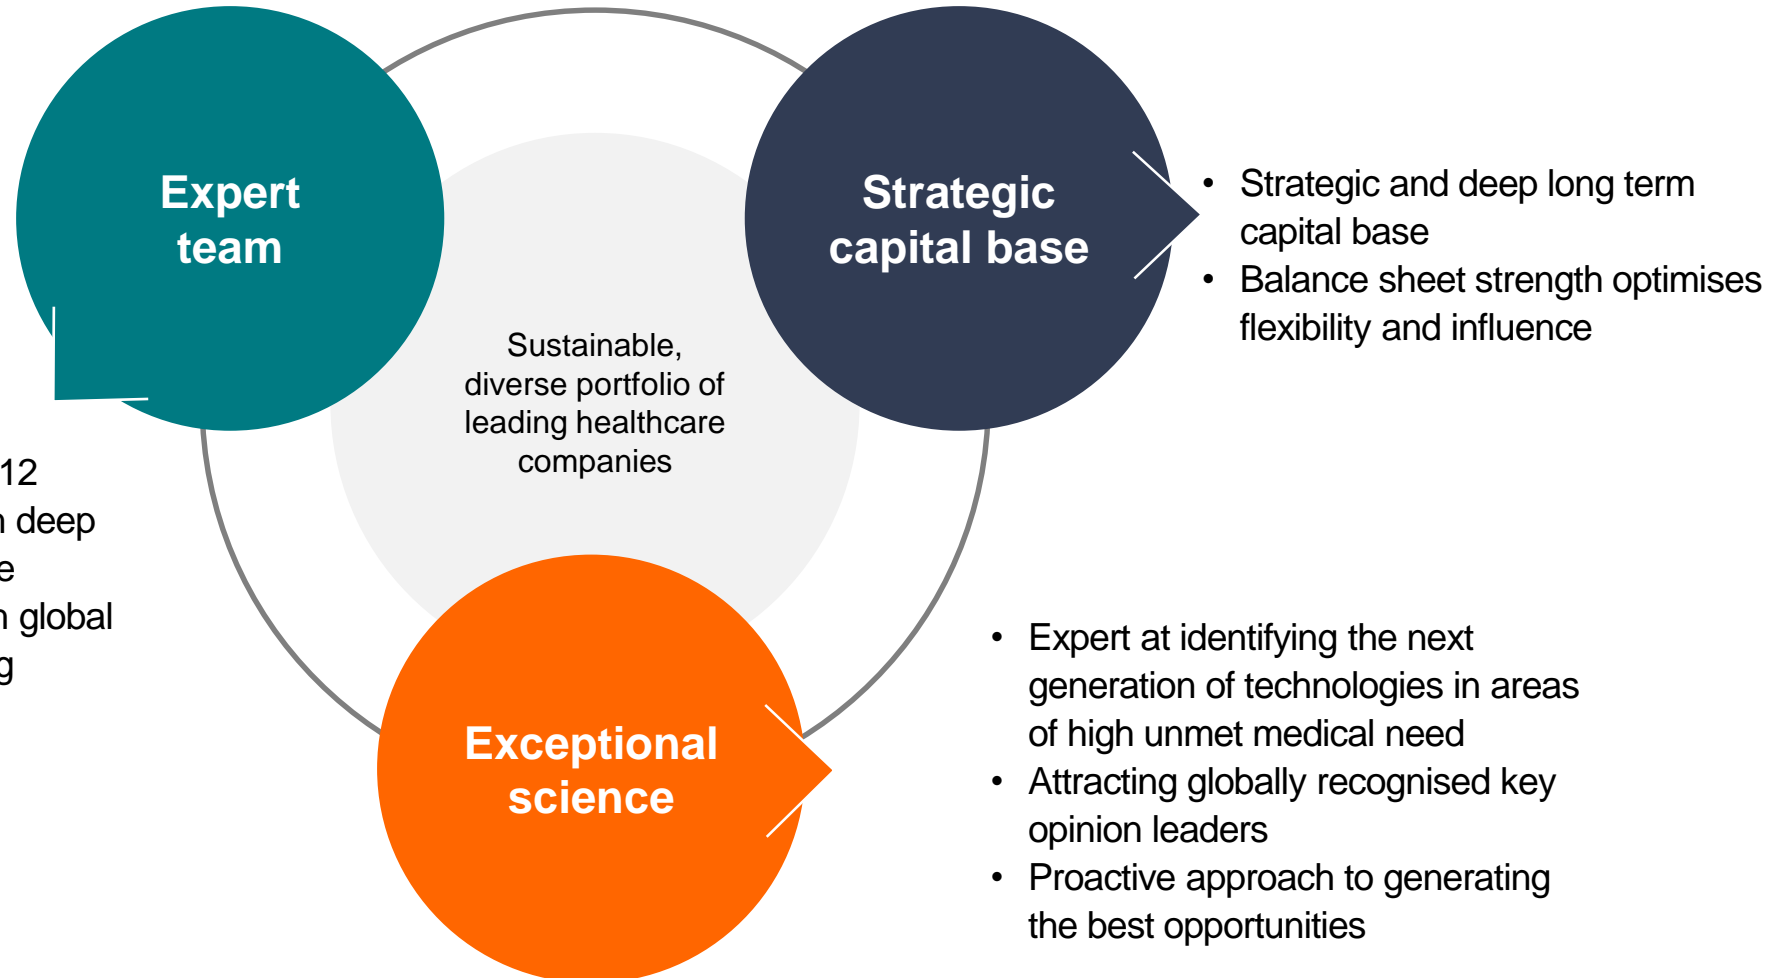 Expert
team
Strategic
capital base
• Strategic and deep long term
capital base
• Balance sheet strength optimises
flexibility and influence
Sustainable,
diverse portfolio of
leading healthcare
companies
12
deep
global
Exceptional
science
• Expert at identifying the next
generation of technologies in areas
of high unmet medical need
• Attracting globally recognised key
opinion leaders
• Proactive approach to generating
the best opportunities